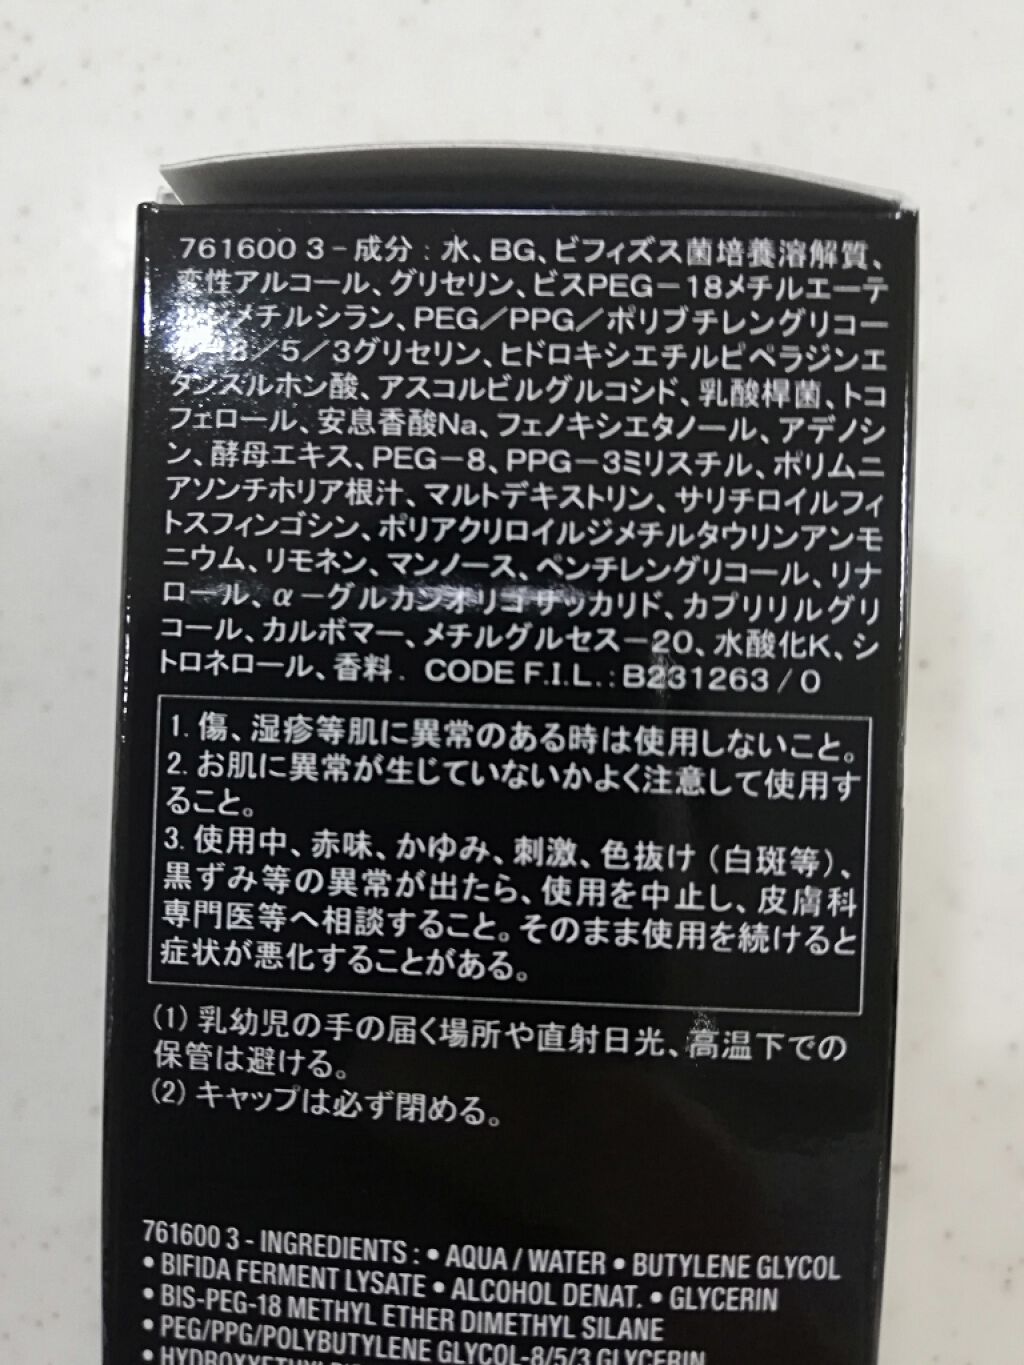 761600 3 - 成分 : 水、BG、ビフィズス菌培養溶解質、
変性アルコール、グリセリン、ビスPEG－18メチルエーテ
メチルシラン、PEG／PPG／ポリブチレングリコー
8／5／3グリセリン、ヒドロキシエチルピペラジンエ
タンスルホン酸、アスコルビルグルコシド、乳酸桿菌、トコ
フェロール、安息香酸Na、フェノキシエタノール、アデノシ
ン、酵母エキス、PEG－8、PPG－3ミリスチル、ポリムニ
アソンチホリア根汁、マルトデキストリン、サリチロイルフィ
トスフィンゴシン、ポリアクリロイルジメチルタウリンアンモ
ニウム、リモネン、マンノース、ペンチレングリコール、リナ
ロール、α－グルカンオリゴサッカリド、カプリリルグリ
コール、カルボマー、メチルグルセス－20、水酸化K、シ
トロネロール、香料. CODE F.I.L. : B231263 / 0
1. 傷、湿疹等肌に異常のある時は使用しないこと。
2. お肌に異常が生じていないかよく注意して使用す
ること。
3. 使用中、赤味、かゆみ、刺激、色抜け（白斑等）、
黒ずみ等の異常が出たら、使用を中止し、皮膚科
専門医等へ相談すること。そのまま使用を続けると
症状が悪化することがある。
(1) 乳幼児の手の届く場所や直射日光、高温下での
保管は避ける。
(2) キャップは必ず閉める。
761600 3 - INGREDIENTS : • AQUA / WATER • BUTYLENE GLYCOL
• BIFIDA FERMENT LYSATE • ALCOHOL DENAT. • GLYCERIN
• BIS-PEG-18 METHYL ETHER DIMETHYL SILANE
• PEG/PPG/POLYBUTYLENE GLYCOL-8/5/3 GLYCERIN